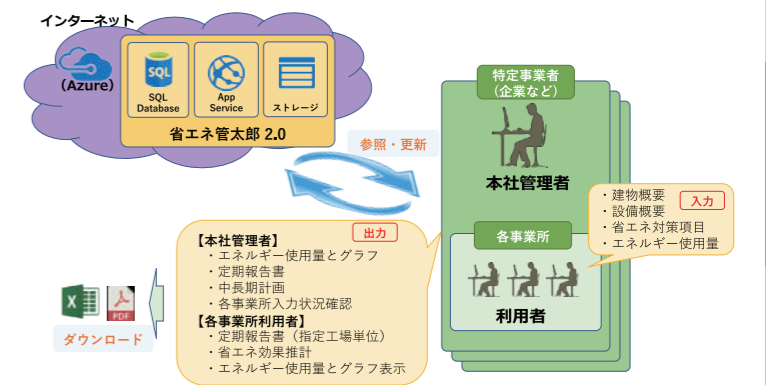 インターネット
(Azure)
SQL
SQL
Database
App
Service
ストレージ
省エネ管太郎 2.0
参照・更新
特定事業者
(企業など)
本社管理者
各事業所
利用者
入力
・建物概要
・設備概要
・省エネ対策項目
・エネルギー使用量
出力
【本社管理者】
・エネルギー使用量とグラフ
・定期報告書
・中長期計画
・各事業所入力状況確認
【各事業所利用者】
・定期報告書（指定工場単位）
・省エネ効果推計
・エネルギー使用量とグラフ表示
X
PDF
ダウンロード